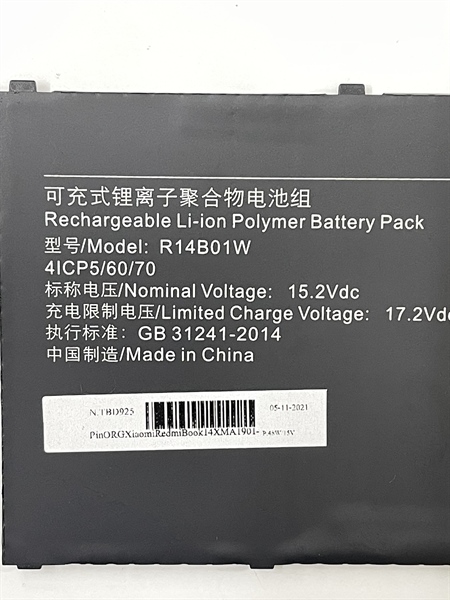 可充式锂离子聚合物电池组
Rechargeable Li-ion Polymer Battery Pack
型号/Model: R14B01W
4ICP5/60/70
标称电压/Nominal Voltage: 15.2Vdc
充电限制电压/Limited Charge Voltage: 17.2Vdc
执行标准: GB 31241-2014
中国制造/Made in China
N.TBD925 05-11-2021
PinORGXiaomiRedmiBook14XMA1901-